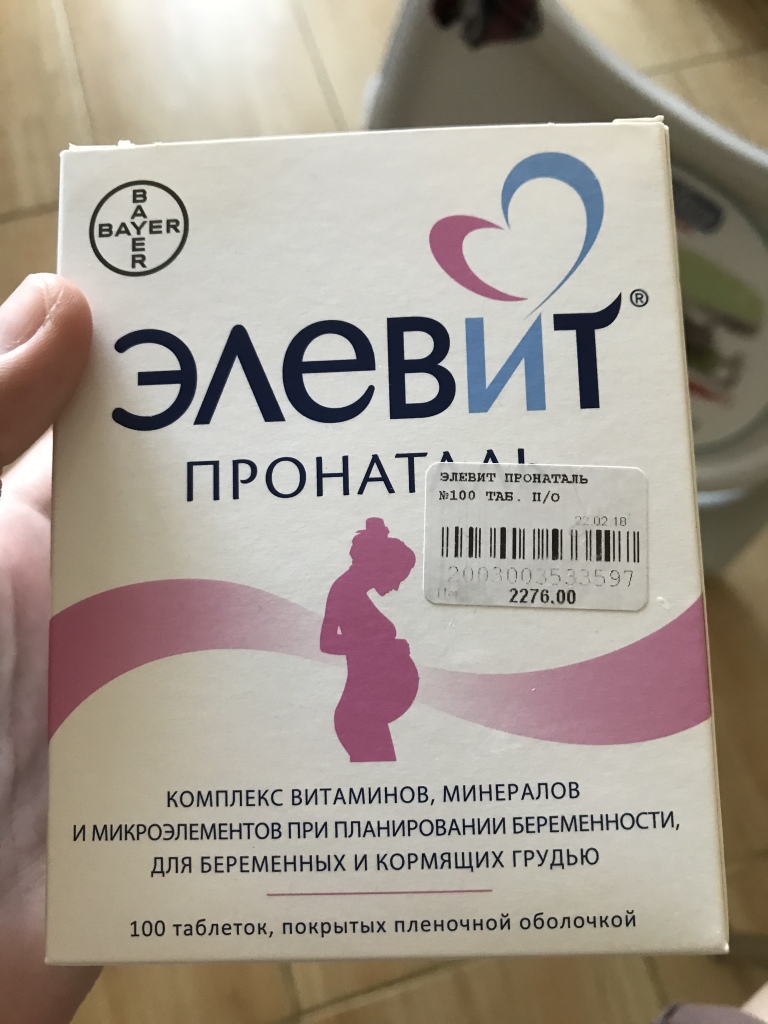 BAYER
BAYER
ЭЛЕВИТ®
ПРОНАТАЛЬ
ЭЛЕВИТ ПРОНАТАЛЬ
№100 ТАБ. П/О
22.02.18
2003003533597
2276.00
КОМПЛЕКС ВИТАМИНОВ, МИНЕРАЛОВ
И МИКРОЭЛЕМЕНТОВ ПРИ ПЛАНИРОВАНИИ БЕРЕМЕННОСТИ,
ДЛЯ БЕРЕМЕННЫХ И КОРМЯЩИХ ГРУДЬЮ
100 таблеток, покрытых пленочной оболочкой